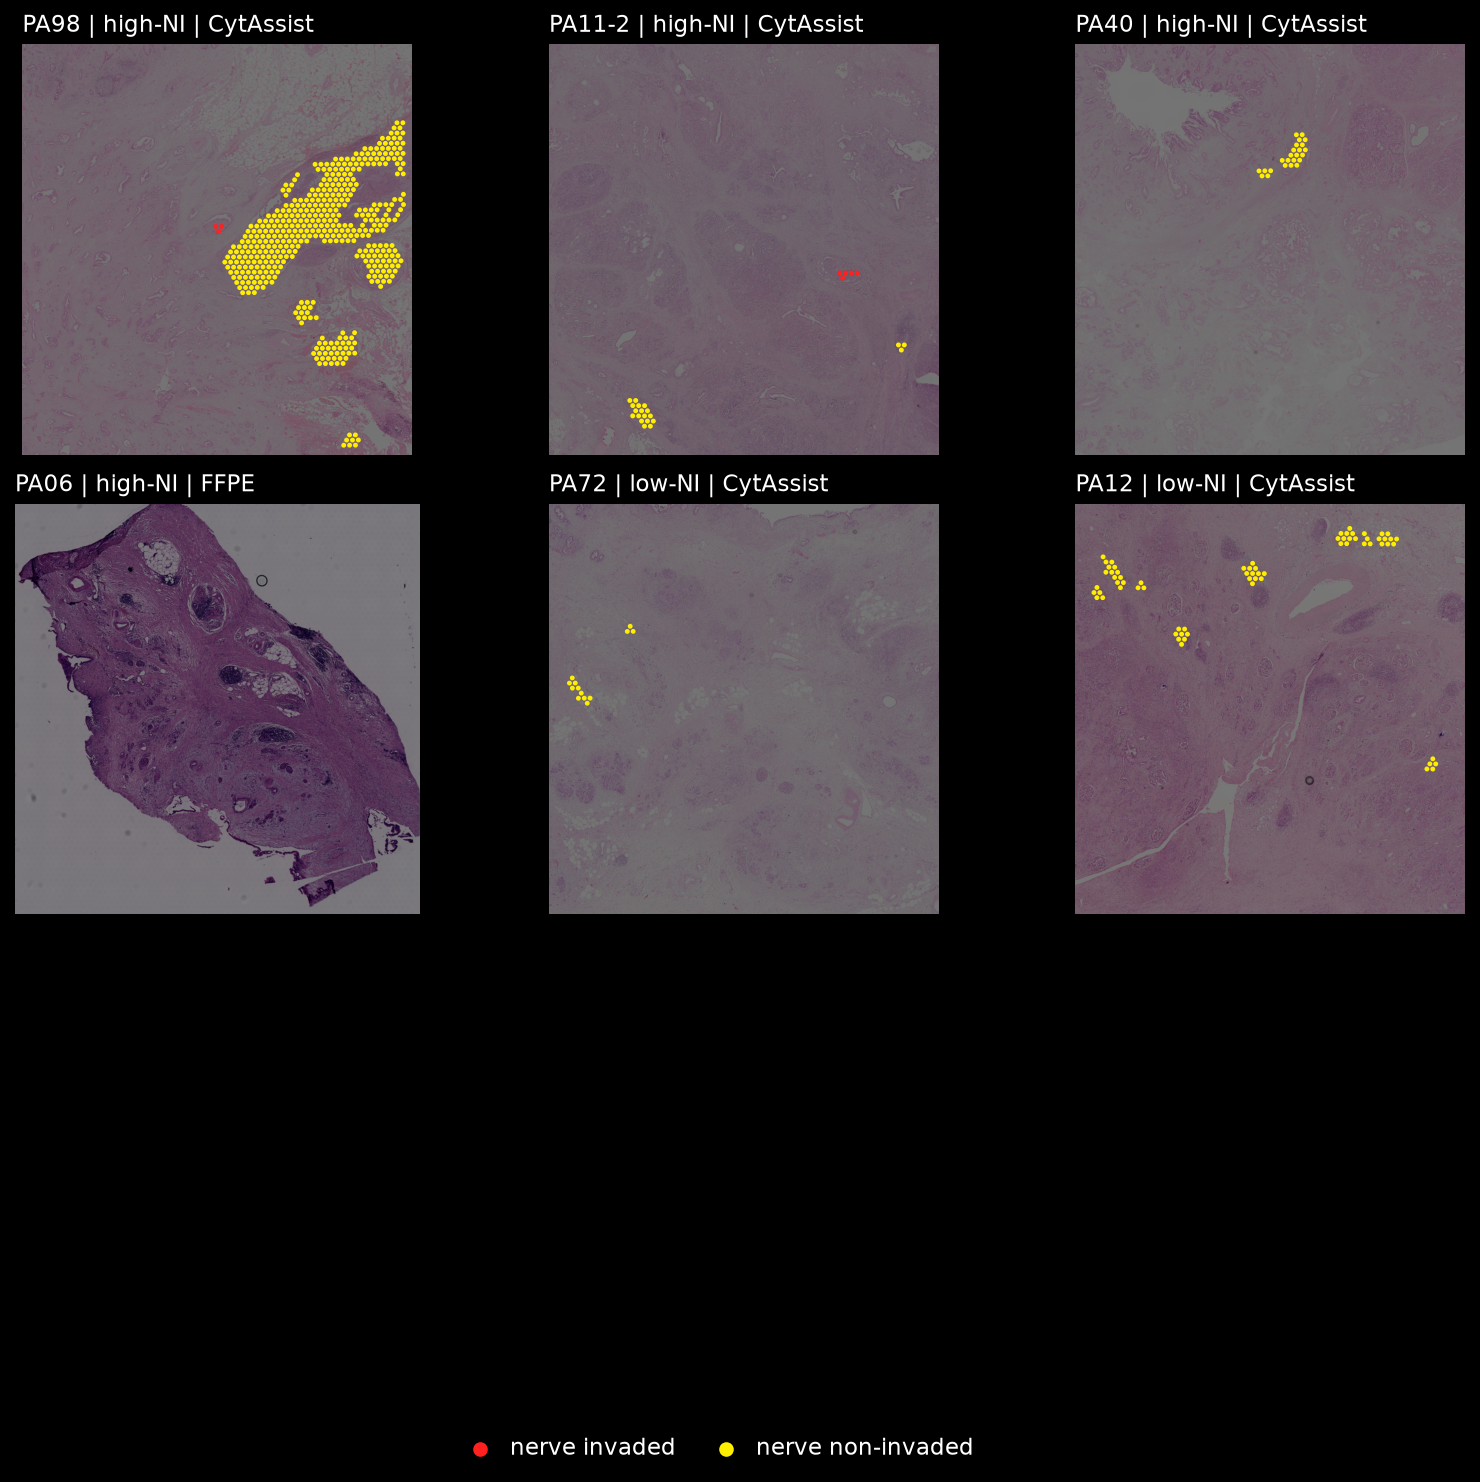 PA98 | high-NI | CytAssist
PA11-2 | high-NI | CytAssist
PA40 | high-NI | CytAssist
PA06 | high-NI | FFPE
PA72 | low-NI | CytAssist
PA12 | low-NI | CytAssist
nerve invaded
nerve non-invaded